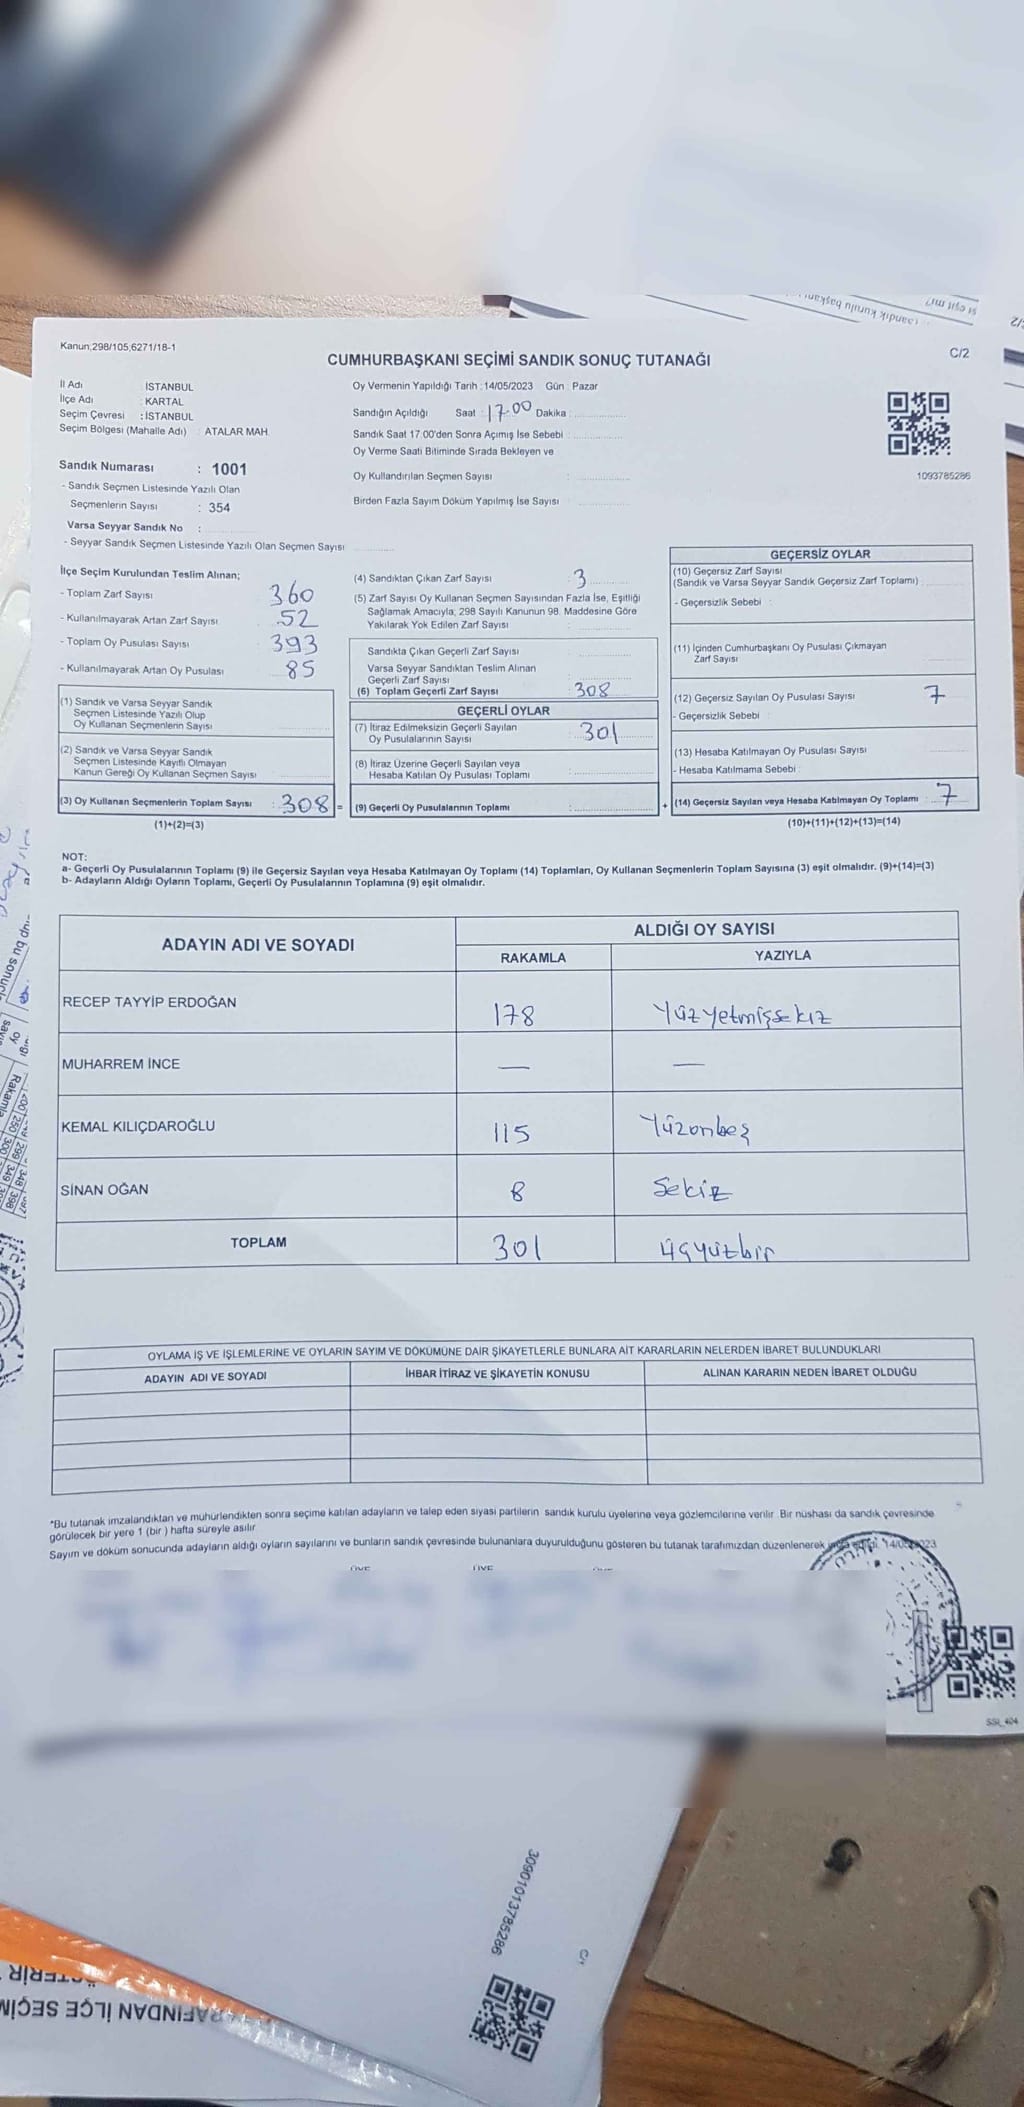 Kanun;298/105,6271/18-1
C/2
CUMHURBAŞKANI SEÇİMİ SANDIK SONUÇ TUTANAĞI
İl Adı : İSTANBUL
İlçe Adı : KARTAL
Seçim Çevresi : İSTANBUL
Seçim Bölgesi (Mahalle Adı) : ATALAR MAH.
Sandık Numarası : 1001
- Sandık Seçmen Listesinde Yazılı Olan
Seçmenlerin Sayısı : 354
Varsa Seyyar Sandık No :
- Seyyar Sandık Seçmen Listesinde Yazılı Olan Seçmen Sayısı
Oy Vermenin Yapıldığı Tarih : 14/05/2023 Gün : Pazar
Sandığın Açıldığı Saat : 17.00 Dakika :
Sandık Saat 17.00'den Sonra Açımış İse Sebebi :
Oy Verme Saati Bitiminde Sırada Bekleyen ve
Oy Kullandırılan Seçmen Sayısı :
Birden Fazla Sayım Döküm Yapılmış İse Sayısı
1093785286
İlçe Seçim Kurulundan Teslim Alınan;
- Toplam Zarf Sayısı 360
- Kullanılmayarak Artan Zarf Sayısı 52
- Toplam Oy Pusulası Sayısı 393
- Kullanılmayarak Artan Oy Pusulası 85
(1) Sandık ve Varsa Seyyar Sandık
Seçmen Listesinde Yazılı Olup
Oy Kullanan Seçmenlerin Sayısı
(2) Sandık ve Varsa Seyyar Sandık
Seçmen Listesinde Kayıtlı Olmayan
Kanun Gereği Oy Kullanan Seçmen Sayısı
(3) Oy Kullanan Seçmenlerin Toplam Sayısı : 308 =
(1)+(2)=(3)
(4) Sandıktan Çıkan Zarf Sayısı : 3
(5) Zarf Sayısı Oy Kullanan Seçmen Sayısından Fazla İse, Eşitliği
Sağlamak Amacıyla, 298 Sayılı Kanunun 98. Maddesine Göre
Yakılarak Yok Edilen Zarf Sayısı :
Sandıkta Çıkan Geçerli Zarf Sayısı
Varsa Seyyar Sandıktan Teslim Alınan
Geçerli Zarf Sayısı
(6) Toplam Geçerli Zarf Sayısı : 308
GEÇERLİ OYLAR
(7) İtiraz Edilmeksizin Geçerli Sayılan
Oy Pusulalarının Sayısı : 301
(8) İtiraz Üzerine Geçerli Sayılan veya
Hesaba Katılan Oy Pusulası Toplamı :
(9) Geçerli Oy Pusulalarının Toplamı : +
GEÇERSİZ OYLAR
(10) Geçersiz Zarf Sayısı
(Sandık ve Varsa Seyyar Sandık Geçersiz Zarf Toplamı)
- Geçersizlik Sebebi :
(11) İçinden Cumhurbaşkanı Oy Pusulası Çıkmayan
Zarf Sayısı
(12) Geçersiz Sayılan Oy Pusulası Sayısı 7
- Geçersizlik Sebebi :
(13) Hesaba Katılmayan Oy Pusulası Sayısı
- Hesaba Katılmama Sebebi :
(14) Geçersiz Sayılan veya Hesaba Katılmayan Oy Toplamı : 7
(10)+(11)+(12)+(13)=(14)
NOT:
a- Geçerli Oy Pusulalarının Toplamı (9) ile Geçersiz Sayılan veya Hesaba Katılmayan Oy Toplamı (14) Toplamları, Oy Kullanan Seçmenlerin Toplam Sayısına (3) eşit olmalıdır. (9)+(14)=(3)
b- Adayların Aldığı Oyların Toplamı, Geçerli Oy Pusulalarının Toplamına (9) eşit olmalıdır.
ADAYIN ADI VE SOYADI
ALDIĞI OY SAYISI
RAKAMLA YAZIYLA
RECEP TAYYİP ERDOĞAN 178 Yüzyetmişsekiz
MUHARREM İNCE — —
KEMAL KILIÇDAROĞLU 115 Yüzonbeş
SİNAN OĞAN 8 Sekiz
TOPLAM 301 üçyüzbir
OYLAMA İŞ VE İŞLEMLERİNE VE OYLARIN SAYIM VE DÖKÜMÜNE DAİR ŞİKAYETLERLE BUNLARA AİT KARARLARIN NELERDEN İBARET BULUNDUKLARI
ADAYIN ADI VE SOYADI İHBAR İTİRAZ VE ŞİKAYETİN KONUSU ALINAN KARARIN NEDEN İBARET OLDUĞU
*Bu tutanak imzalandıktan ve mühürlendikten sonra seçime katılan adayların ve talep eden siyasi partilerin sandık kurulu üyelerine veya gözlemcilerine verilir. Bir nüshası da sandık çevresinde
görülecek bir yere 1 (bir ) hafta süreyle asılır.
Sayım ve döküm sonucunda adayların aldığı oyların sayılarını ve bunların sandık çevresinde bulunanlara duyurulduğunu gösteren bu tutanak tarafımızdan düzenlenerek
SSI_404
30901013785286
C/1